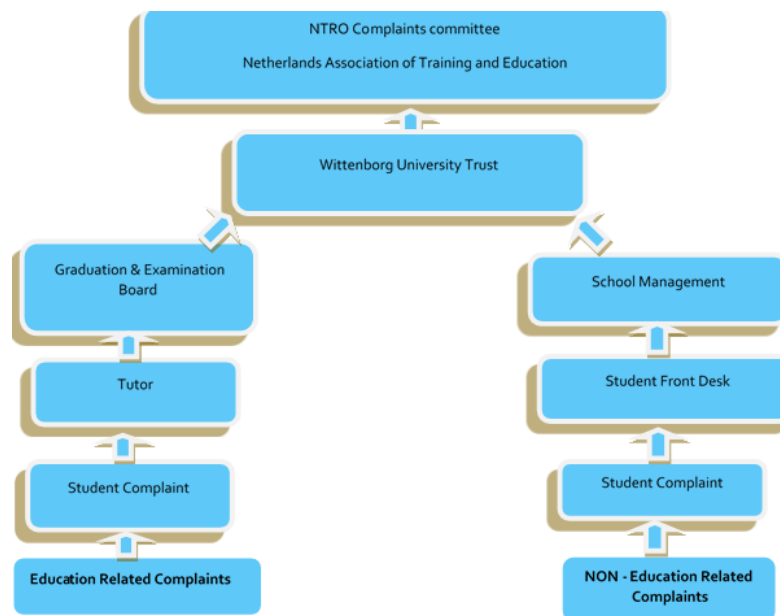 NTRO Complaints committee
Netherlands Association of Training and Education
Wittenborg University Trust
Graduation & Examination
Board
School Management
Tutor
Student Front Desk
Student Complaint
Student Complaint
Education Related Complaints
NON - Education Related
Complaints